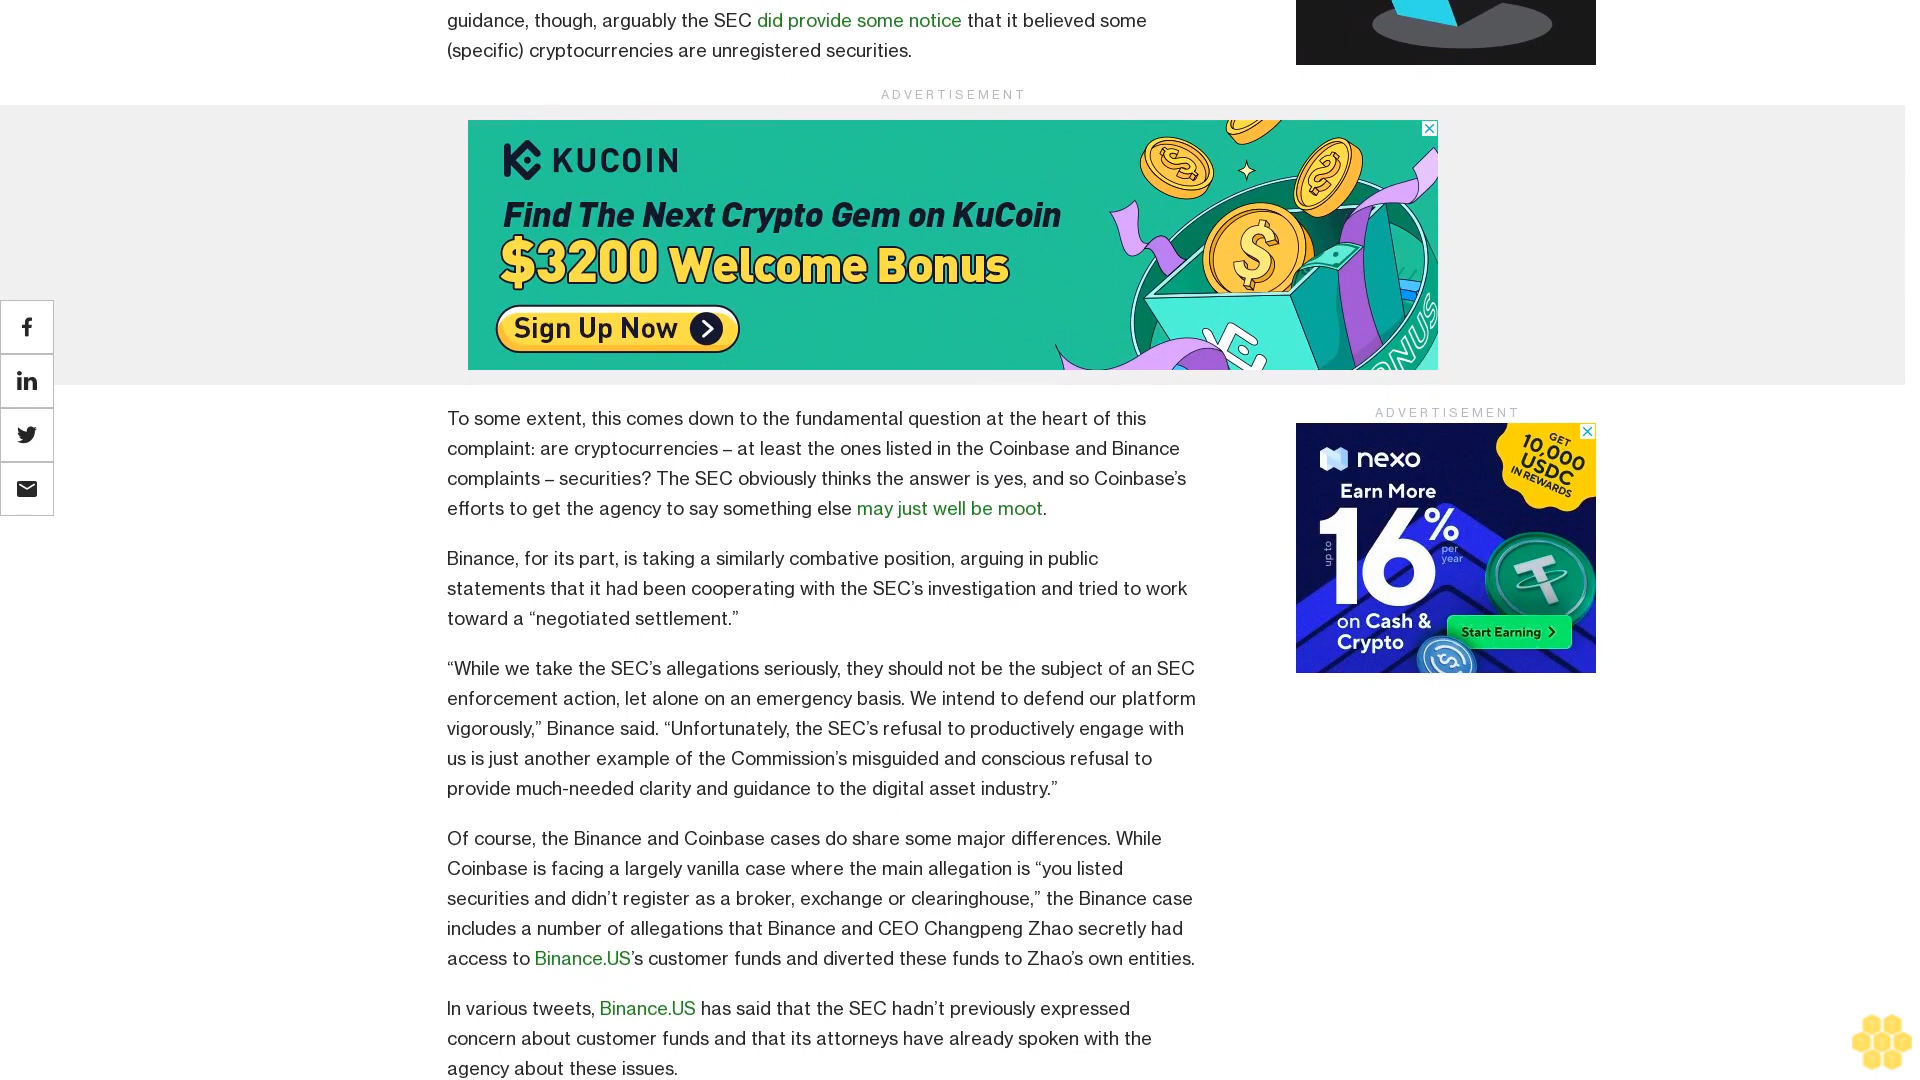 guidance, though, arguably the SEC did provide some notice that it believed some
(specific) cryptocurrencies are unregistered securities.
ADVERTISEMENT
KUCOIN
Find The Next Crypto Gem on KuCoin
$3200 Welcome Bonus
Sign Up Now
BONUS
To some extent, this comes down to the fundamental question at the heart of this
complaint: are cryptocurrencies – at least the ones listed in the Coinbase and Binance
complaints – securities? The SEC obviously thinks the answer is yes, and so Coinbase’s
efforts to get the agency to say something else may just well be moot.
Binance, for its part, is taking a similarly combative position, arguing in public
statements that it had been cooperating with the SEC’s investigation and tried to work
toward a “negotiated settlement.”
“While we take the SEC’s allegations seriously, they should not be the subject of an SEC
enforcement action, let alone on an emergency basis. We intend to defend our platform
vigorously,” Binance said. “Unfortunately, the SEC’s refusal to productively engage with
us is just another example of the Commission’s misguided and conscious refusal to
provide much-needed clarity and guidance to the digital asset industry.”
Of course, the Binance and Coinbase cases do share some major differences. While
Coinbase is facing a largely vanilla case where the main allegation is “you listed
securities and didn’t register as a broker, exchange or clearinghouse,” the Binance case
includes a number of allegations that Binance and CEO Changpeng Zhao secretly had
access to Binance.US’s customer funds and diverted these funds to Zhao’s own entities.
In various tweets, Binance.US has said that the SEC hadn’t previously expressed
concern about customer funds and that its attorneys have already spoken with the
agency about these issues.
ADVERTISEMENT
nexo
GET
10,000
USDC
IN REWARDS
Earn More
up to
16%
per
year
on Cash &
Crypto
Start Earning